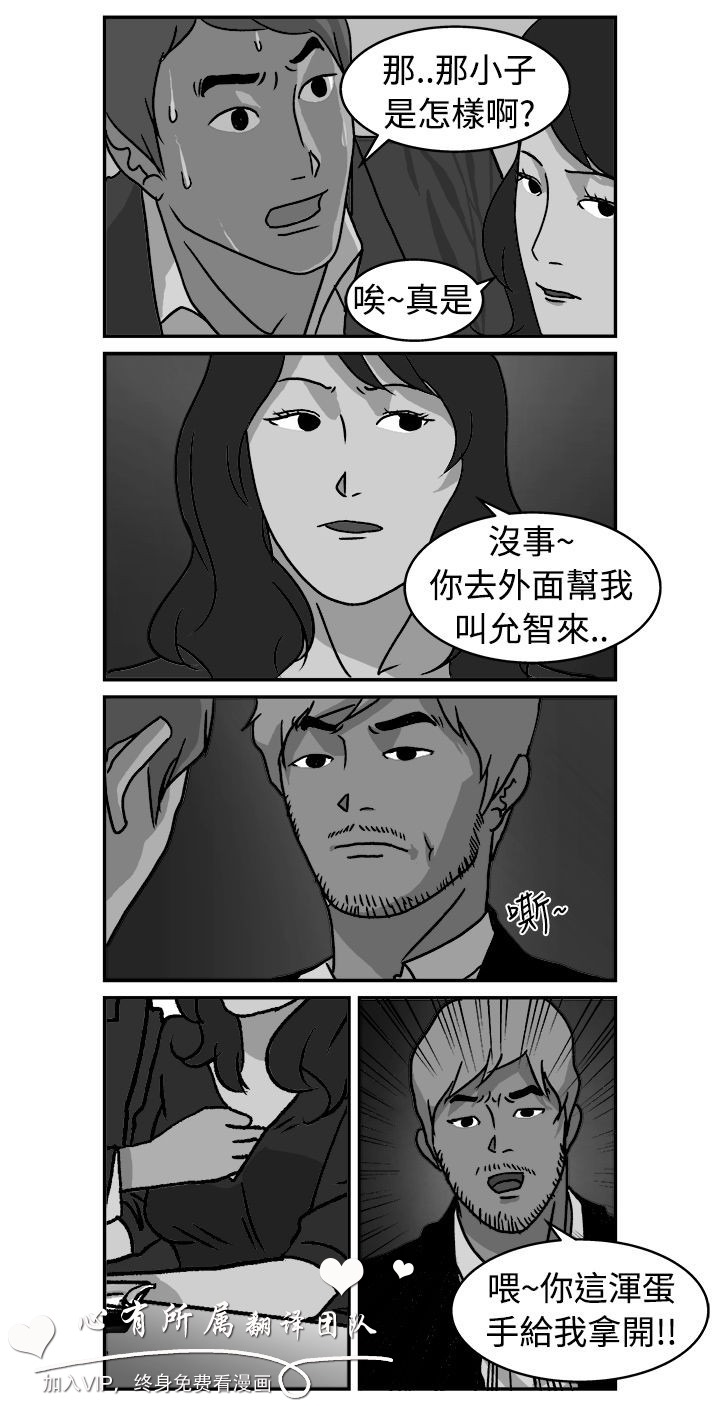 那..那小子
是怎樣啊?
唉~真是
沒事~
你去外面幫我
叫允智來..
嘶~
喂~你這渾蛋
手給我拿開!!
心有所属翻译团队
加入VIP，终身免费看漫画